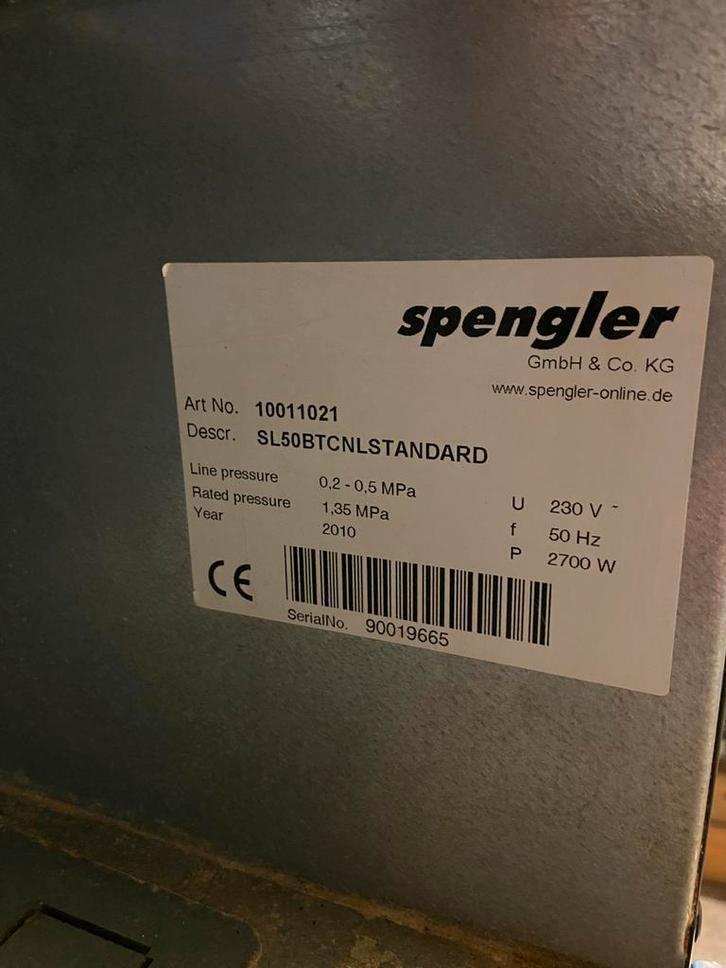 spengler
GmbH & Co. KG
www.spengler-online.de
Art No. 10011021
Descr. SL50BTCNLSTANDARD
Line pressure 0,2 - 0,5 MPa
Rated pressure 1,35 MPa
Year 2010
U 230 V ~
f 50 Hz
P 2700 W
CE
SerialNo. 90019665